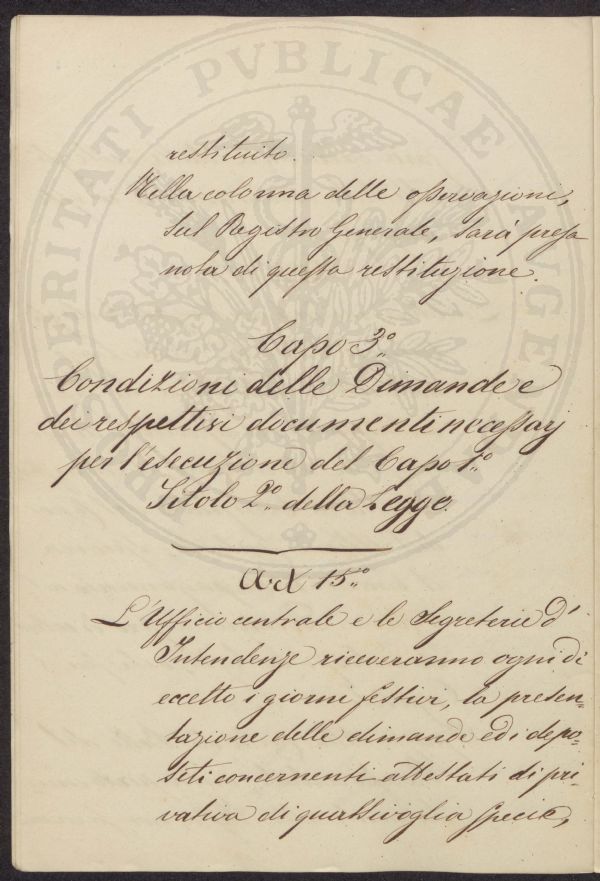 restituito.
Nella colonna delle osservazioni,
sul Registro Generale, sarà presa
nota di questa restituzione.
Capo 3.º
Condizioni delle Dimande e
dei respettivi documenti necessarj
per l'esecuzione del Capo 1.º
Titolo 2.º della Legge.
Art 15.º
L'Ufficio centrale e le Segreterie d'
Intendenze riceveranno ogni dì
eccetto i giorni festivi, la presen-
tazione delle dimande ed i depo-
siti concernenti attestati di pri-
vativa di qualsivoglia specie,